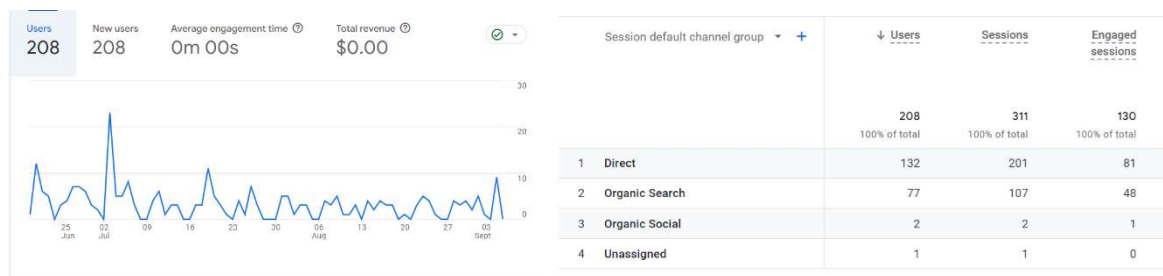 Users New users Average engagement time Total revenue
208 208 0m 00s $0.00
30
20
10
0
25 02 09 16 23 30 06 13 20 27 03
Jun Jul Aug Sept
Session default channel group + ↓ Users Sessions Engaged
sessions
208 311 130
100% of total 100% of total 100% of total
1 Direct 132 201 81
2 Organic Search 77 107 48
3 Organic Social 2 2 1
4 Unassigned 1 1 0